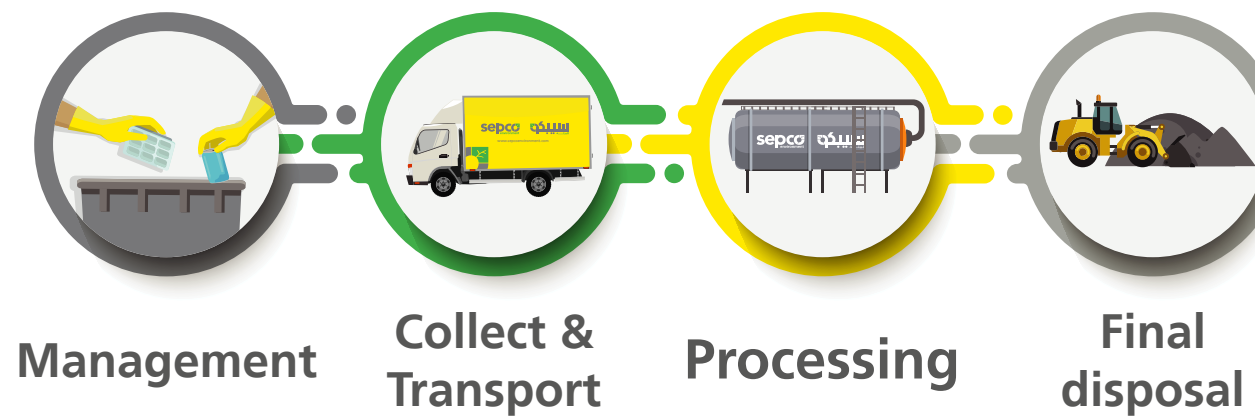 sepco سيبكو
sepco سيبكو
Management
Collect &
Transport
Processing
Final
disposal